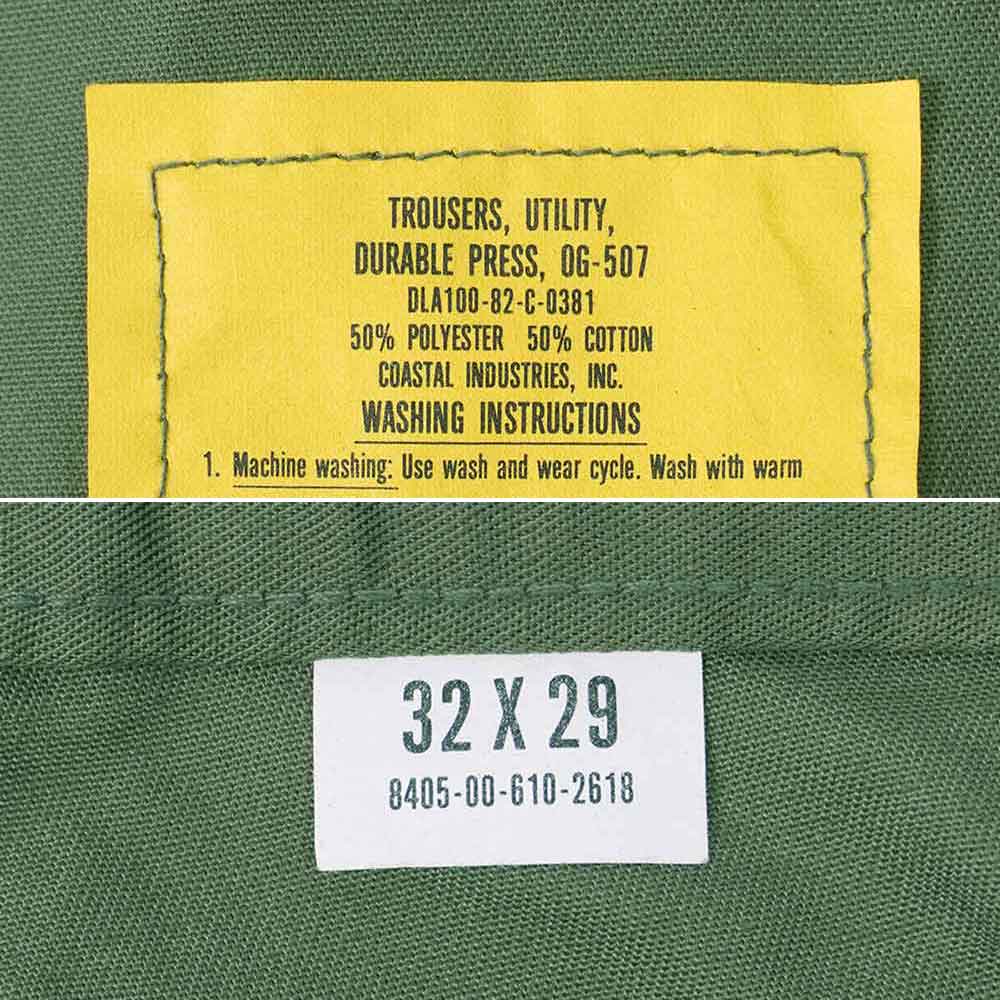 TROUSERS, UTILITY,
DURABLE PRESS, OG-507
DLA100-82-C-0381
50% POLYESTER 50% COTTON
COASTAL INDUSTRIES, INC.
WASHING INSTRUCTIONS
1. Machine washing: Use wash and wear cycle. Wash with warm
32 X 29
8405-00-610-2618